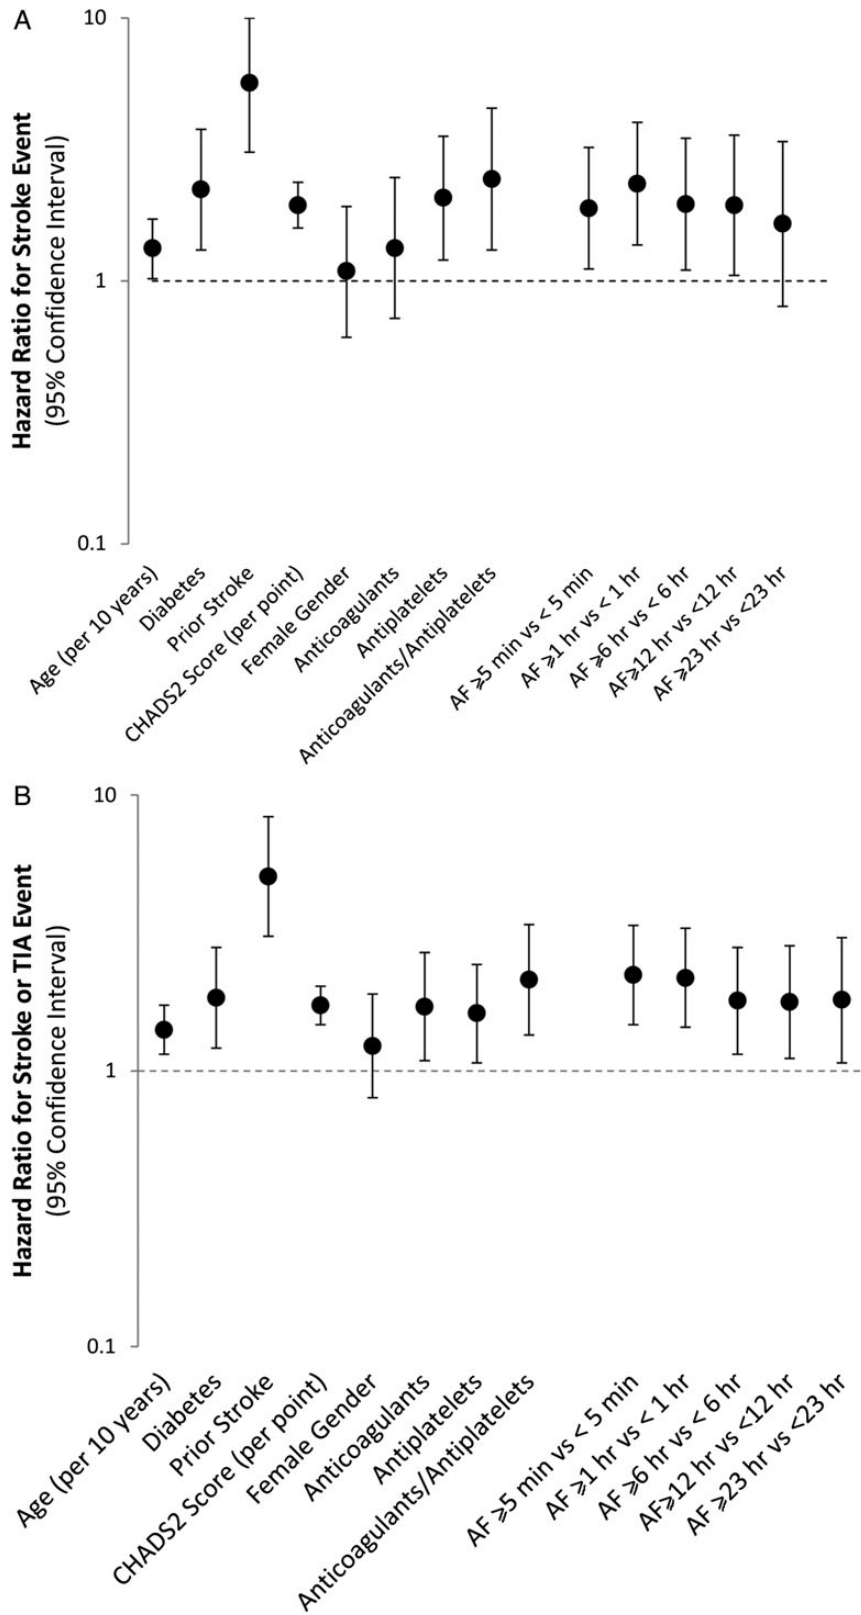 A
Hazard Ratio for Stroke Event
(95% Confidence Interval)
10
1
0.1
Age (per 10 years)
Diabetes
Prior Stroke
CHADS2 Score (per point)
Female Gender
Anticoagulants
Antiplatelets
Anticoagulants/Antiplatelets
AF ⩾5 min vs < 5 min
AF ⩾1 hr vs < 1 hr
AF ⩾6 hr vs < 6 hr
AF⩾12 hr vs <12 hr
AF ⩾23 hr vs <23 hr
B
Hazard Ratio for Stroke or TIA Event
(95% Confidence Interval)
10
1
0.1
Age (per 10 years)
Diabetes
Prior Stroke
CHADS2 Score (per point)
Female Gender
Anticoagulants
Antiplatelets
Anticoagulants/Antiplatelets
AF ⩾5 min vs < 5 min
AF ⩾1 hr vs < 1 hr
AF ⩾6 hr vs < 6 hr
AF⩾12 hr vs <12 hr
AF ⩾23 hr vs <23 hr